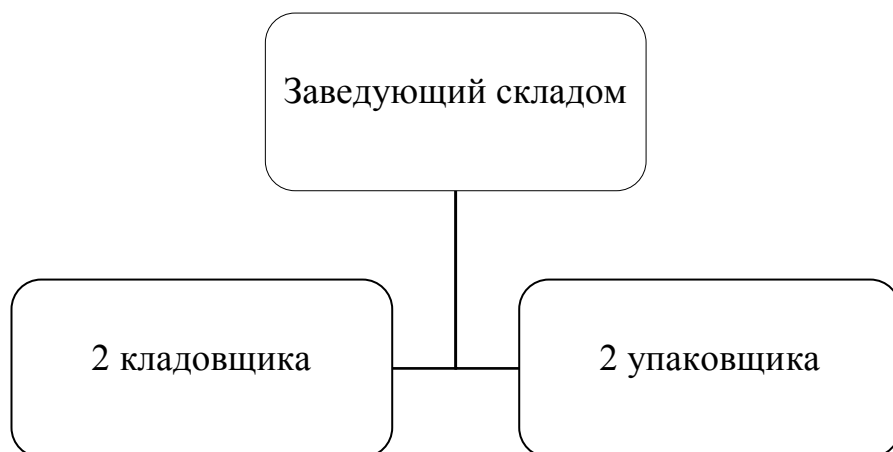 Заведующий складом
2 кладовщика
2 упаковщика